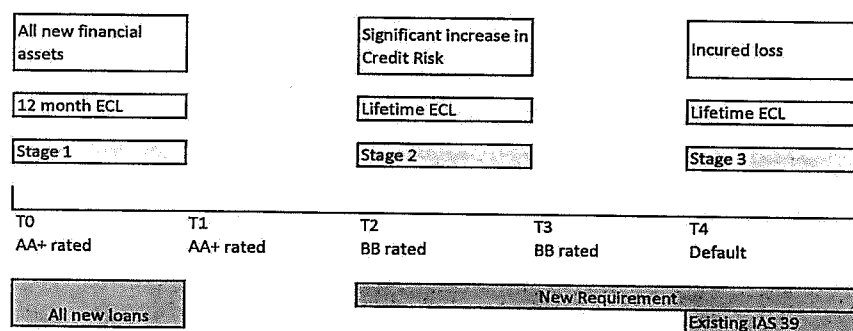 All new financial
assets
Significant increase in
Credit Risk
Incured loss
12 month ECL
Lifetime ECL
Lifetime ECL
Stage 1
Stage 2
Stage 3
T0
T1
T2
T3
T4
AA+ rated
AA+ rated
BB rated
BB rated
Default
All new loans
New Requirement
Existing IAS 39